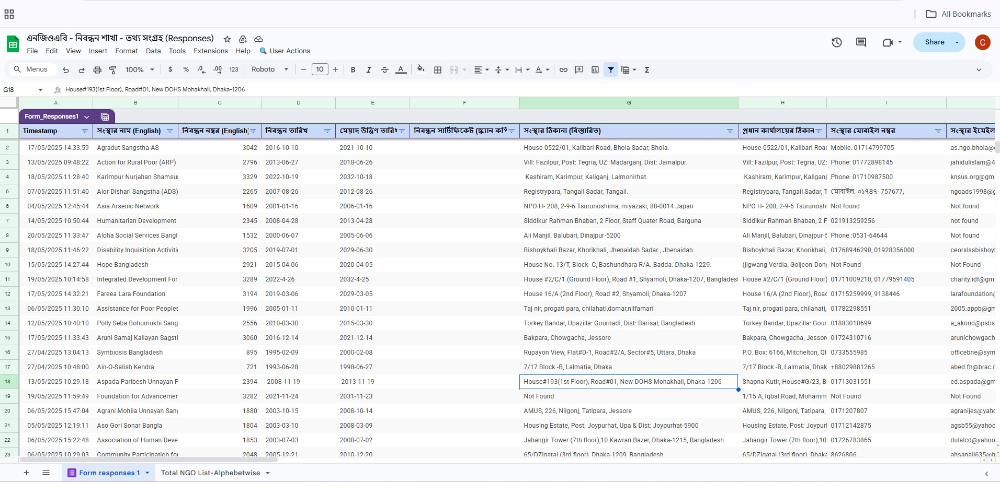 All Bookmarks
এনজিওএবি - নিবন্ধন শাখা - তথ্য সংগ্রহ (Responses)
File Edit View Insert Format Data Tools Extensions Help User Actions
Share
C
Menus 100% $ % .0 .00 123 Roboto 10 B I A Σ
G18 fx House#193(1st Floor), Road#01, New DOHS Mohakhali, Dhaka-1206
A B C D E F G H I
Form_Responses1
1 Timestamp সংস্থার নাম (English) নিবন্ধন নম্বর (English) নিবন্ধন তারিখ মেয়াদ উত্তিণ তারিখ নিবন্ধন সার্টিফিকেট (স্ক্যান কপি সংস্থার ঠিকানা (বিস্তারিত) প্রধান কার্যালয়ের ঠিকান সংস্থার মোবাইল নম্বর সংস্থার ইমেইল
2 17/05/2025 14:33:59 Agradut Sangstha-AS 3042 2016-10-10 2021-10-10 House-0522/01, Kalibari Road, Bhola Sadar, Bhola. House-0522/01, Kalibari Road Mobile: 01714799705 as.ngo.bhola@
3 13/05/2025 09:48:22 Action for Rural Poor (ARP) 2796 2013-06-27 2018-06-26 Vill: Fazilpur, Post: Tegria, UZ: Madarganj, Dist: Jamalpur. Vill: Fazilpur, Post: Tegria, UZ: Phone: 01772898145 jahidulislam@4
4 18/05/2025 11:28:40 Karimpur Nurjahan Shamsu 3329 2022-10-19 2032-10-18 Kashiram, Karimpur, Kaliganj, Lalmonirhat. Kashiram, Karimpur, Kaliganj Phone: 01710987500 knsus.org@gm
5 07/05/2025 11:51:40 Alor Dishari Sangstha (ADS) 2265 2007-08-26 2012-08-26 Registrypara, Tangail Sadar, Tangail. Registrypara, Tangail Sadar, T মোবাইল: ০১৭৪৭- 757677, ngoads1998@g
6 04/05/2025 12:45:44 Asia Arsenic Network 1609 2001-01-16 2006-01-16 NPO H- 208, 2-9-6 Tsurunoshima, miyazaki, 88-0014 Japan NPO H- 208, 2-9-6 Tsurunosh Not found Not found
7 14/05/2025 10:50:44 Humanitarian Development 2345 2008-04-28 2013-04-28 Siddikur Rahman Bhaban, 2 Floor, Staff Quater Road, Barguna Siddikur Rahman Bhaban, 2 F 021913259256 not found
8 20/05/2025 11:33:47 Aloha Social Services Bangl 1532 2000-06-07 2005-06-06 Ali Manjil, Balubari, Dinajpur-5200 Ali Manjil, Balubari, Dinajpur-5 Phone :0531-64644 Not found
9 18/05/2025 11:46:22 Disability Inquisition Activiti 3205 2019-07-01 2029-06-30 Bishoykhali Bazar, Khorikhali, Jhenaidah Sadar , Jhenaidah. Bishoykhali Bazar, Khorikhali, 01768946290, 01928356000 ceorslssbishoy
10 15/05/2025 14:27:44 Hope Bangladesh 2921 2015-04-06 2020-04-05 House No. 13/T, Block- C, Bashundhara R/A. Badda. Dhaka-1229. (jigwang Verdia, Goijeon-Dong Not Found Not Found
11 19/05/2025 10:14:58 Integrated Development For 3289 2022-4-26 2032-4-25 House #2/C/1 (Ground Floor), Road #1, Shyamoli, Dhaka-1207, Bangladesh House #2/C/1 (Ground Floor) 01711009210, 01779591405 charity.idf@gm
12 17/05/2025 14:32:21 Fareea Lara Foundation 3194 2019-03-06 2029-03-05 House 16/A (2nd Floor), Road #2, Shyamoli, Dhaka-1207 House 16/A (2nd Floor), Road 01715259999, 9138446 larafoundation@
13 06/05/2025 11:30:10 Assistance for Poor Peoples 1996 2005-01-11 2010-01-11 Taj nir, progati para, chilahati,domar,nilfamari Taj nir, progati para, chilahati, 01782298551 2005.appb@gm
14 12/05/2025 10:40:10 Polly Seba Bohumukhi Sang 2556 2010-03-30 2015-03-30 Torkey Bandar, Upazilla: Gournadi, Dist: Barisal, Bangladesh Torkey Bandar, Upazilla: Gour 01883010699 a_akond@psbs
15 17/05/2025 11:33:43 Aruni Samaj Kallayan Sagstl 3060 2016-12-14 2021-12-14 Bakpara, Chowgacha, Jessore Bakpara, Chowgacha, Jessore 01724310716 arunichowgach
16 27/04/2025 13:04:13 Symbiosis Bangladesh 895 1995-02-09 2000-02-08 Rupayon View, Flat#D-1, Road#2/A, Sector#5, Uttara, Dhaka P.O. Box: 6166, Mitchelton, Ql 0733555985 officebne@sym
17 27/04/2025 10:48:00 Ain-O-Salish Kendra 721 1993-06-28 1998-06-27 7/17 Block -B, Lalmatia, Dhaka 7/17 Block -B, Lalmatia, Dhak +88029881265 abed.fh@brac.r
18 13/05/2025 10:29:18 Aspada Paribesh Unnayan F 2394 2008-11-19 2013-11-19 House#193(1st Floor), Road#01, New DOHS Mohakhali, Dhaka-1206 Shapna Kutir, House#G/23, B 01713031551 ed.aspada@gm
19 19/05/2025 11:59:49 Foundation for Advancemer 3282 2021-11-24 2031-11-23 Not Found 1/15 A, Iqbal Road, Mohamm Not Found Not Found
20 06/05/2025 15:47:04 Agrani Mohila Unnayan Sang 1880 2003-10-15 2008-10-14 AMUS, 226, Nilgonj, Tatipara, Jessore AMUS, 226, Nilgonj, Tatipara, 0171207807 agranijes@yaho
21 05/05/2025 12:19:11 Aso Gori Sonar Bangla 1804 2003-03-10 2008-03-09 Housing Estate, Post: Joypurhat, Upa & Dist: Joypurhat-5900 Housing Estate, Post: Joypurl 01712142875 agsb55@yahoo
22 06/05/2025 15:22:48 Association of Human Deve 1853 2003-07-03 2008-07-02 Jahangir Tower (7th floor),10 Kawran Bazer, Dhaka-1215, Bangladesh Jahangir Tower (7th floor),10 01726783865 dulalcd@yahoo
23 06/05/2025 10:29:03 Community Participation for 2048 2005-12-21 2010-12-20 65/DZigatal (3rd floor), Dhaka-1209, Bangladesh 65/DZigatal (3rd floor), Dhaka 8626806 ahsanali635@h
Form responses 1 Total NGO List-Alphebetwise